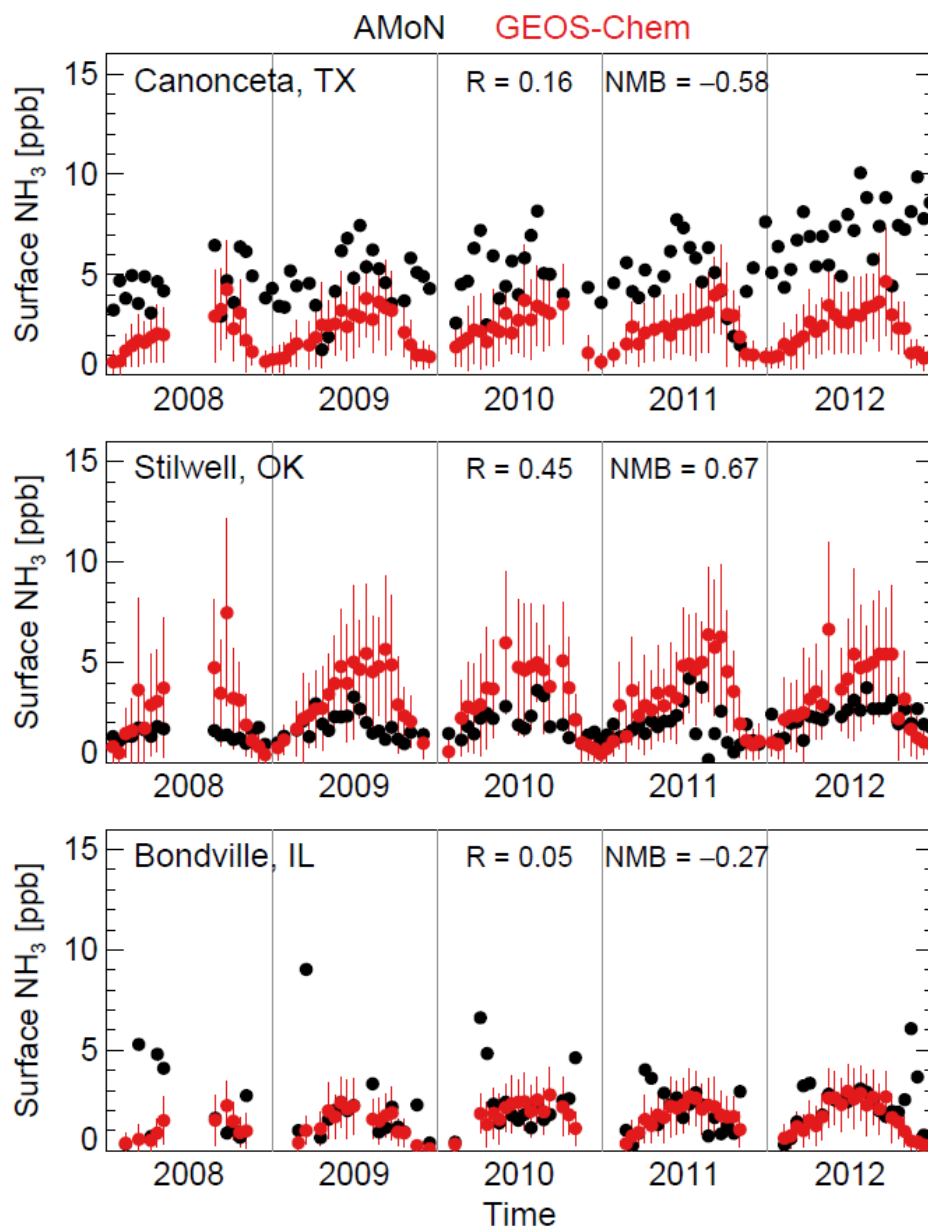 AMoN GEOS-Chem
Canonceta, TX R = 0.16 NMB = −0.58
Surface NH3 [ppb]
15
10
5
0
2008 2009 2010 2011 2012
Stilwell, OK R = 0.45 NMB = 0.67
Surface NH3 [ppb]
15
10
5
0
2008 2009 2010 2011 2012
Bondville, IL R = 0.05 NMB = −0.27
Surface NH3 [ppb]
15
10
5
0
2008 2009 2010 2011 2012
Time